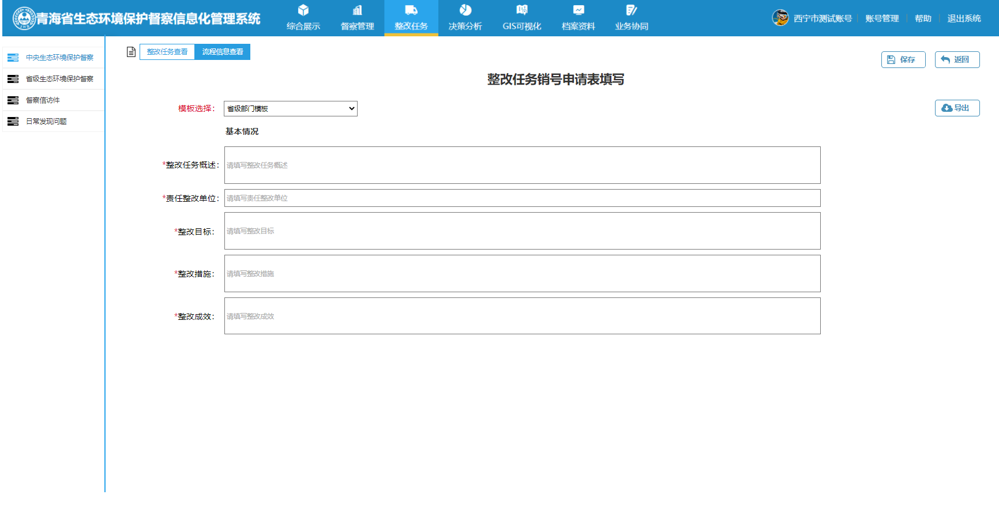 青海省生态环境保护督察信息化管理系统
综合展示 督察管理 整改任务 决策分析 GIS可视化 档案资料 业务协同
西宁市测试账号 账号管理 帮助 退出系统
中央生态环境保护督察
省级生态环境保护督察
督察信访件
日常发现问题
整改任务查看 流程信息查看
保存 返回
整改任务销号申请表填写
模板选择： 省级部门模板
导出
基本情况
*整改任务概述： 请填写整改任务概述
*责任整改单位： 请填写责任整改单位
*整改目标： 请填写整改目标
*整改措施： 请填写整改措施
*整改成效： 请填写整改成效